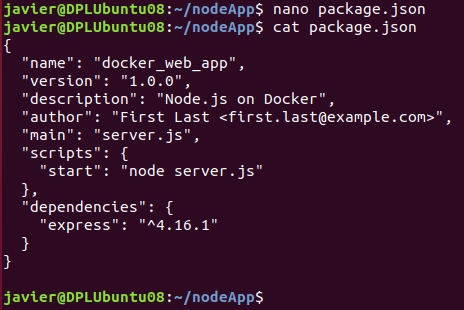 javier@DPLUbuntu08:~/nodeApp$ nano package.json
javier@DPLUbuntu08:~/nodeApp$ cat package.json
{
  "name": "docker_web_app",
  "version": "1.0.0",
  "description": "Node.js on Docker",
  "author": "First Last <first.last@example.com>",
  "main": "server.js",
  "scripts": {
    "start": "node server.js"
  },
  "dependencies": {
    "express": "^4.16.1"
  }
}
javier@DPLUbuntu08:~/nodeApp$